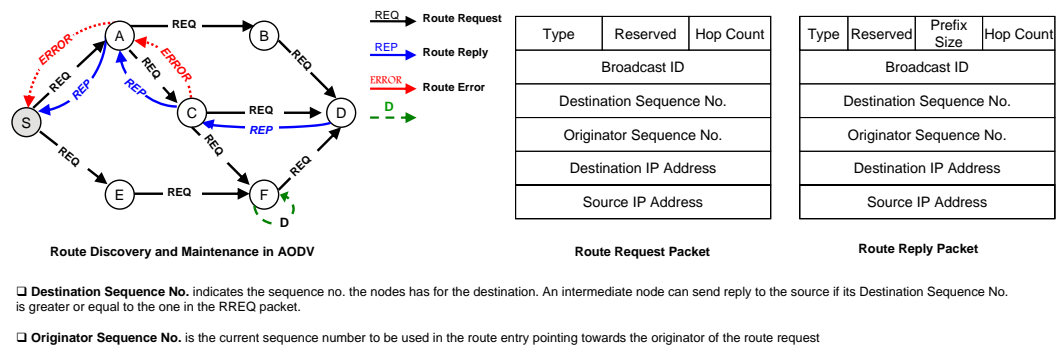 REQ
A
B
ERROR
REQ
REP
REQ
ERROR
REP
REQ
S
C
REQ
D
REP
REQ
REQ
REQ
E
REQ
F
D
REQ Route Request
REP Route Reply
ERROR Route Error
D
Route Discovery and Maintenance in AODV
Type Reserved Hop Count
Broadcast ID
Destination Sequence No.
Originator Sequence No.
Destination IP Address
Source IP Address
Route Request Packet
Type Reserved Prefix Size Hop Count
Broadcast ID
Destination Sequence No.
Originator Sequence No.
Destination IP Address
Source IP Address
Route Reply Packet
❑ Destination Sequence No. indicates the sequence no. the nodes has for the destination. An intermediate node can send reply to the source if its Destination Sequence No.
is greater or equal to the one in the RREQ packet.
❑ Originator Sequence No. is the current sequence number to be used in the route entry pointing towards the originator of the route request